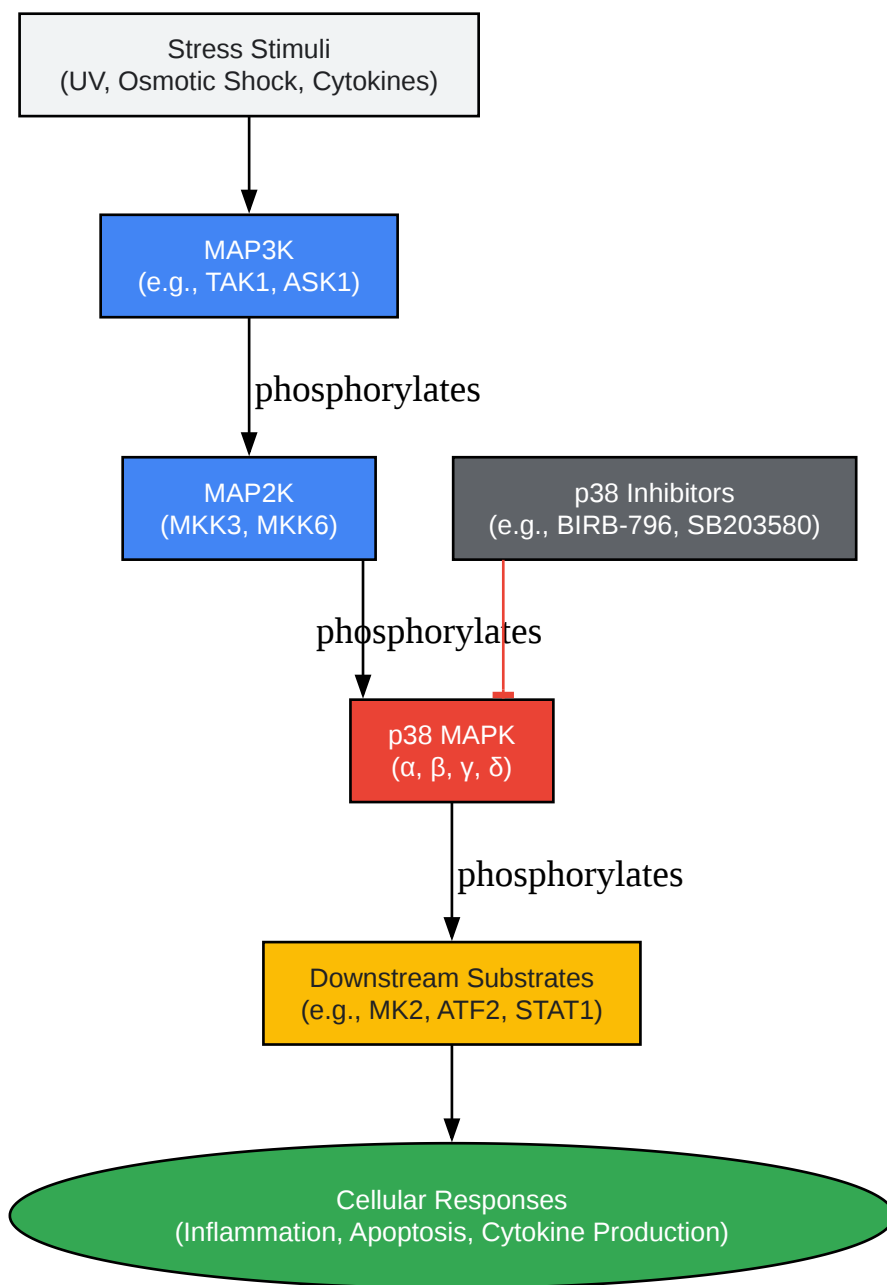 Stress Stimuli
(UV, Osmotic Shock, Cytokines)
MAP3K
(e.g., TAK1, ASK1)
phosphorylates
MAP2K
(MKK3, MKK6)
p38 Inhibitors
(e.g., BIRB-796, SB203580)
phosphorylates
p38 MAPK
(α, β, γ, δ)
phosphorylates
Downstream Substrates
(e.g., MK2, ATF2, STAT1)
Cellular Responses
(Inflammation, Apoptosis, Cytokine Production)